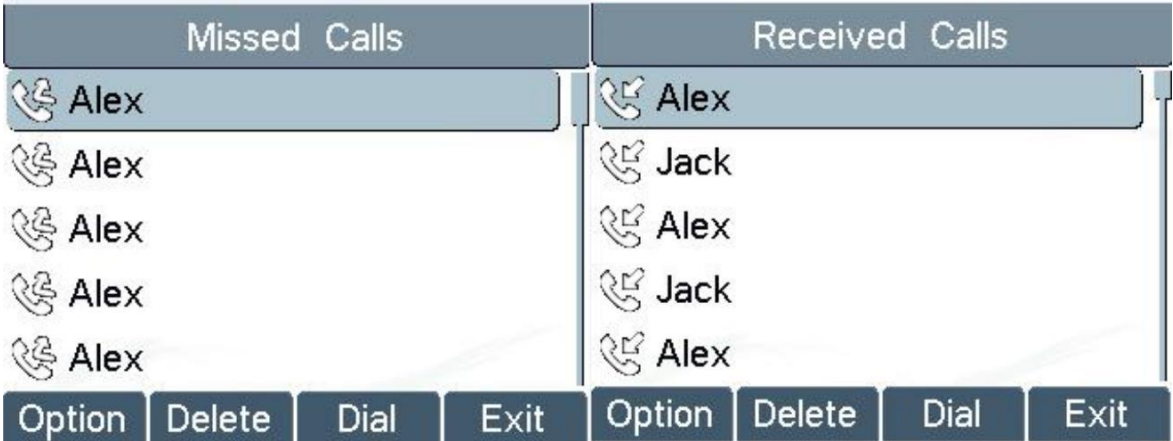 Missed Calls
Alex
Alex
Alex
Alex
Alex
Option Delete Dial Exit
Received Calls
Alex
Jack
Alex
Jack
Alex
Option Delete Dial Exit